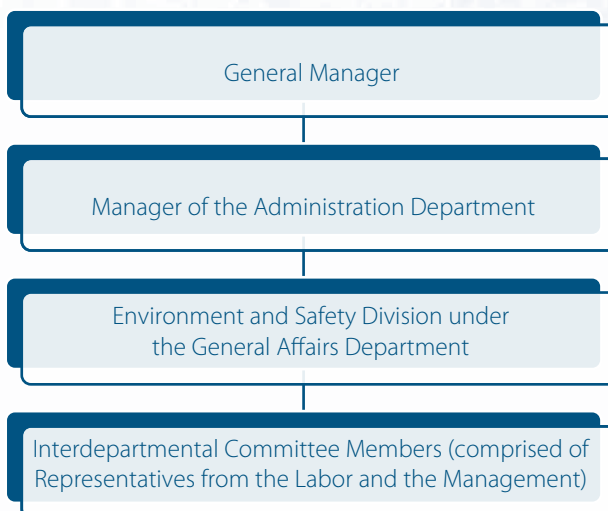 General Manager
Manager of the Administration Department
Environment and Safety Division under
the General Affairs Department
Interdepartmental Committee Members (comprised of
Representatives from the Labor and the Management)